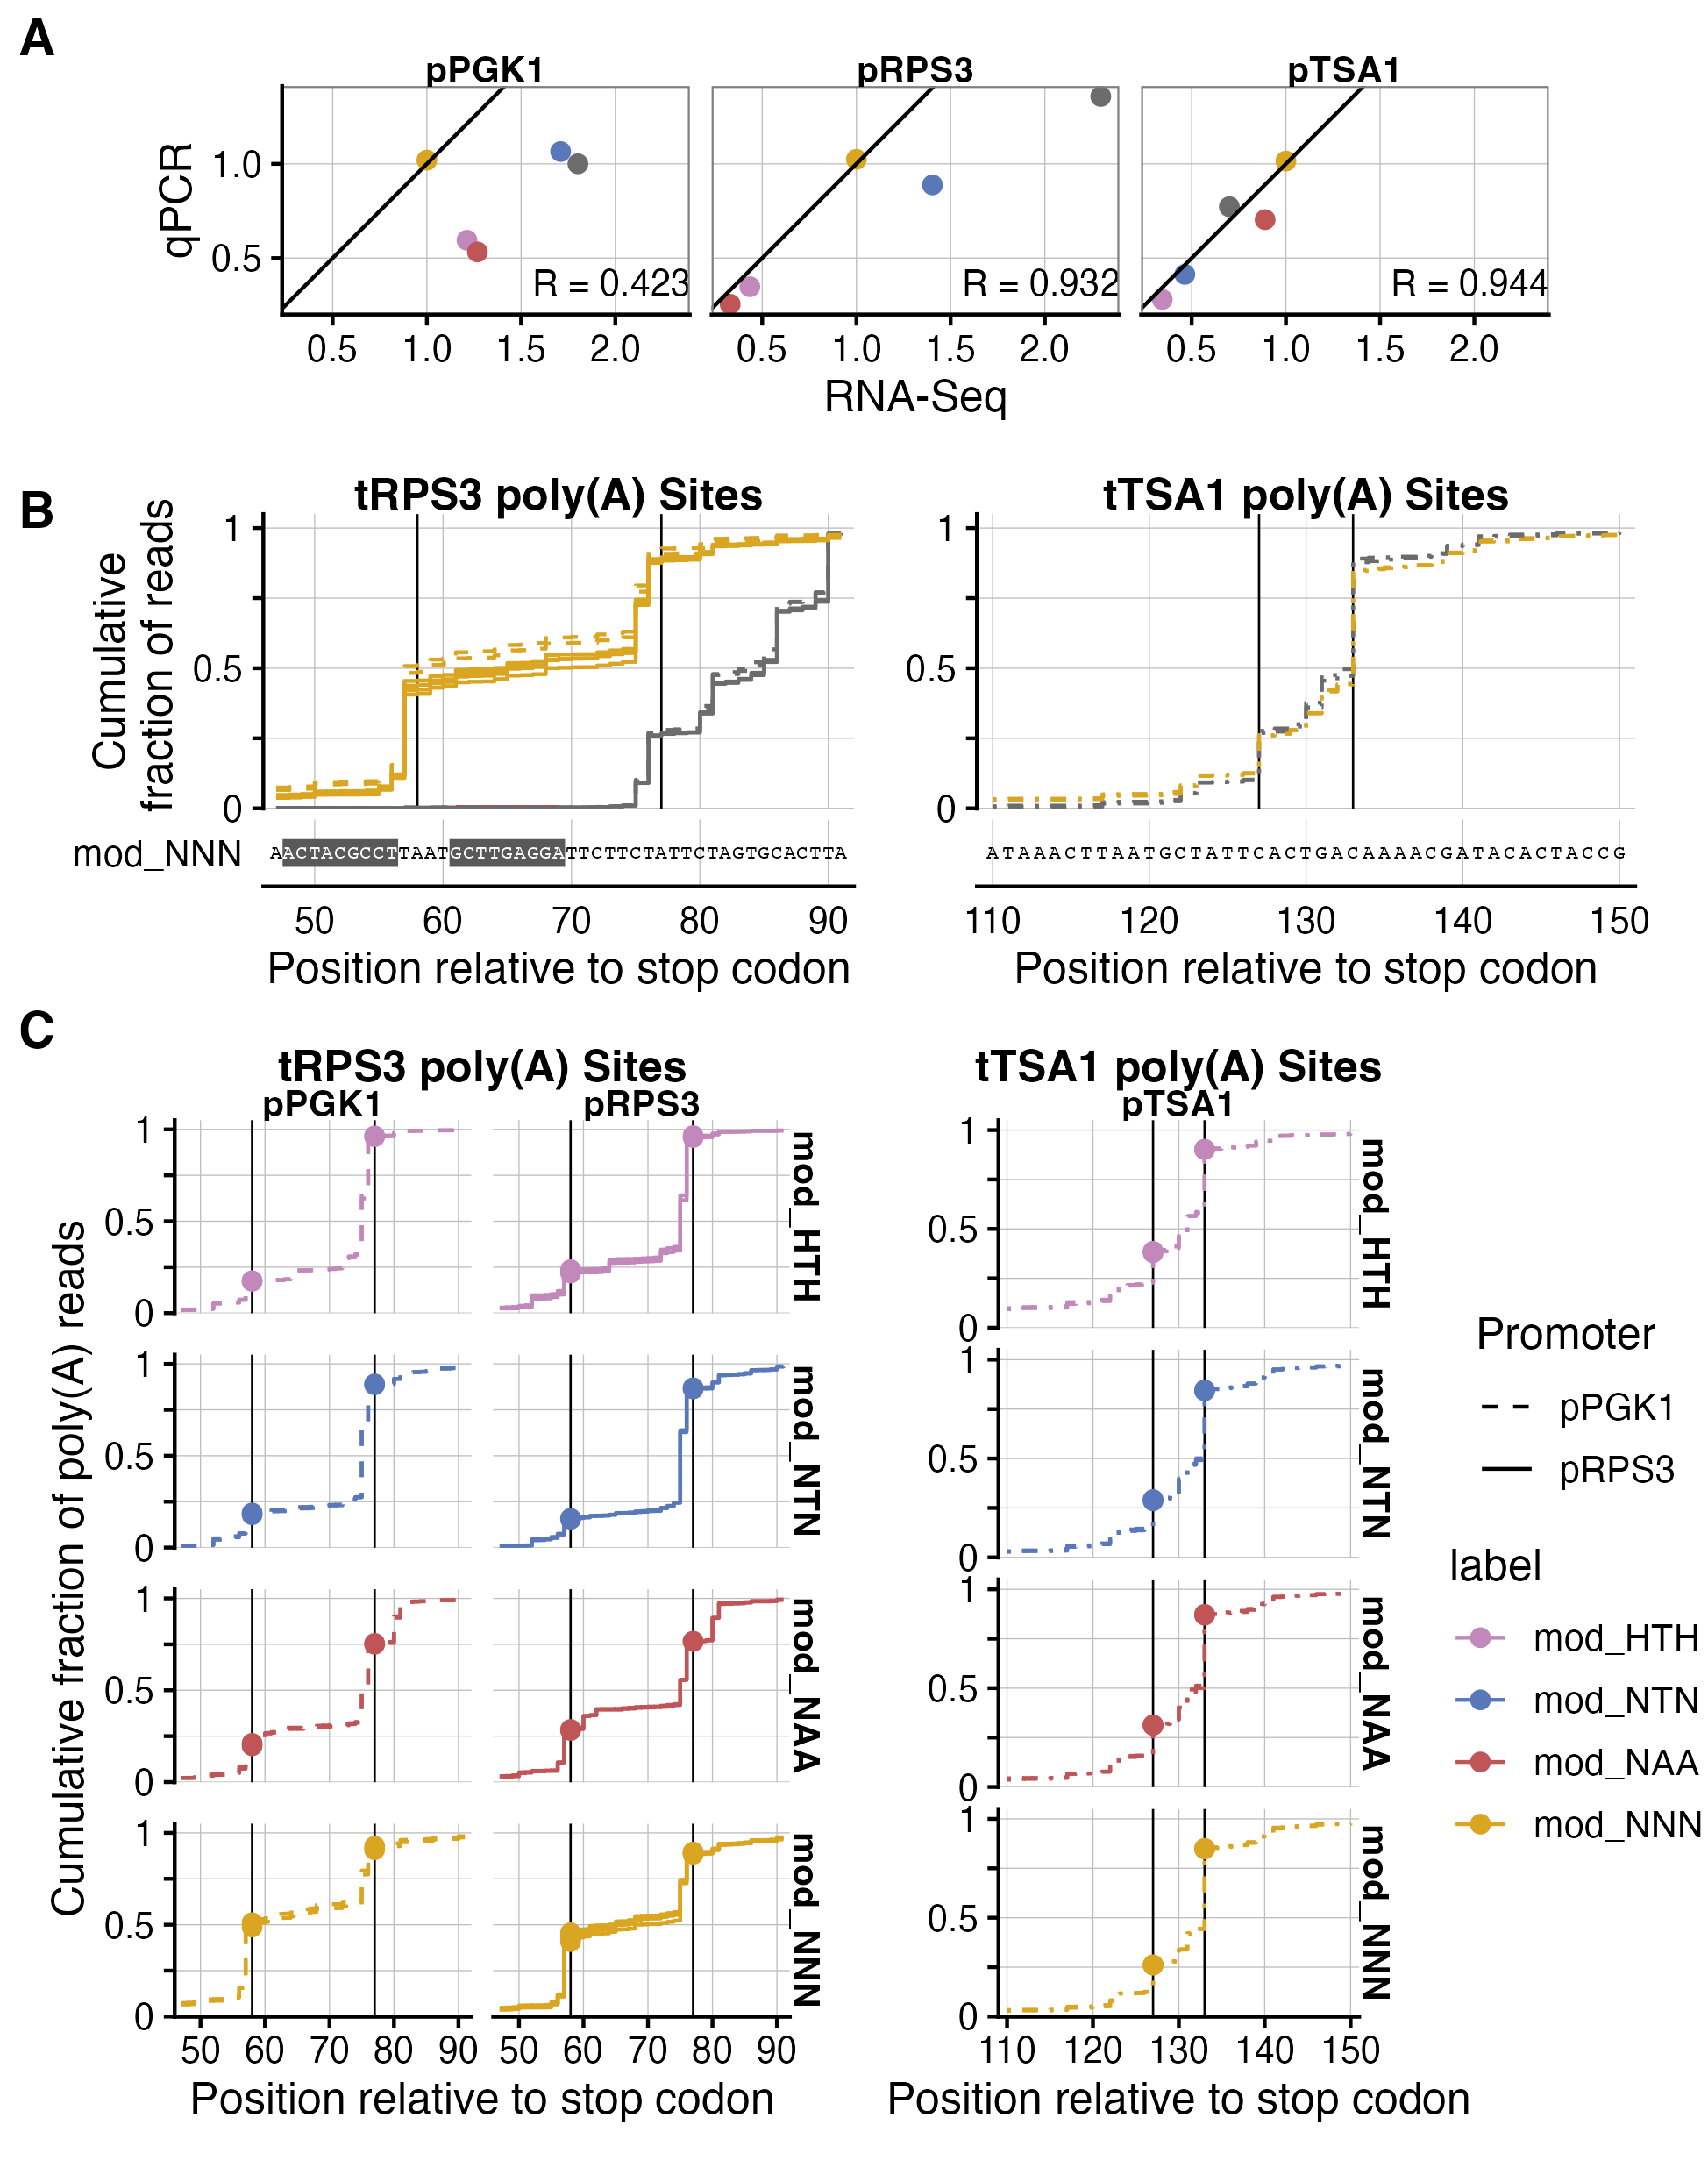 A
pPGK1 pRPS3 pTSA1
qPCR
1.0
0.5
R = 0.423 R = 0.932 R = 0.944
0.5 1.0 1.5 2.0 0.5 1.0 1.5 2.0 0.5 1.0 1.5 2.0
RNA-Seq
B
tRPS3 poly(A) Sites tTSA1 poly(A) Sites
Cumulative
fraction of reads
1 1
0.5 0.5
0 0
mod_NNN AACTACGCCTTAATGCTTGAGGATTCTTCTATTCTAGTGCACTTA ATAAACTTAATGCTATTCACTGACAAAACGATACACTACCG
50 60 70 80 90 110 120 130 140 150
Position relative to stop codon Position relative to stop codon
C
tRPS3 poly(A) Sites tTSA1 poly(A) Sites
pPGK1 pRPS3 pTSA1
Cumulative fraction of poly(A) reads
1 1
0.5 mod_HTH 0.5 mod_HTH
0 0
1 1
0.5 mod_NTN 0.5 mod_NTN
0 0
1 1
0.5 mod_NAA 0.5 mod_NAA
0 0
1 1
0.5 mod_NNN 0.5 mod_NNN
0 0
50 60 70 80 90 50 60 70 80 90 110 120 130 140 150
Position relative to stop codon Position relative to stop codon
Promoter
pPGK1
pRPS3
label
mod_HTH
mod_NTN
mod_NAA
mod_NNN